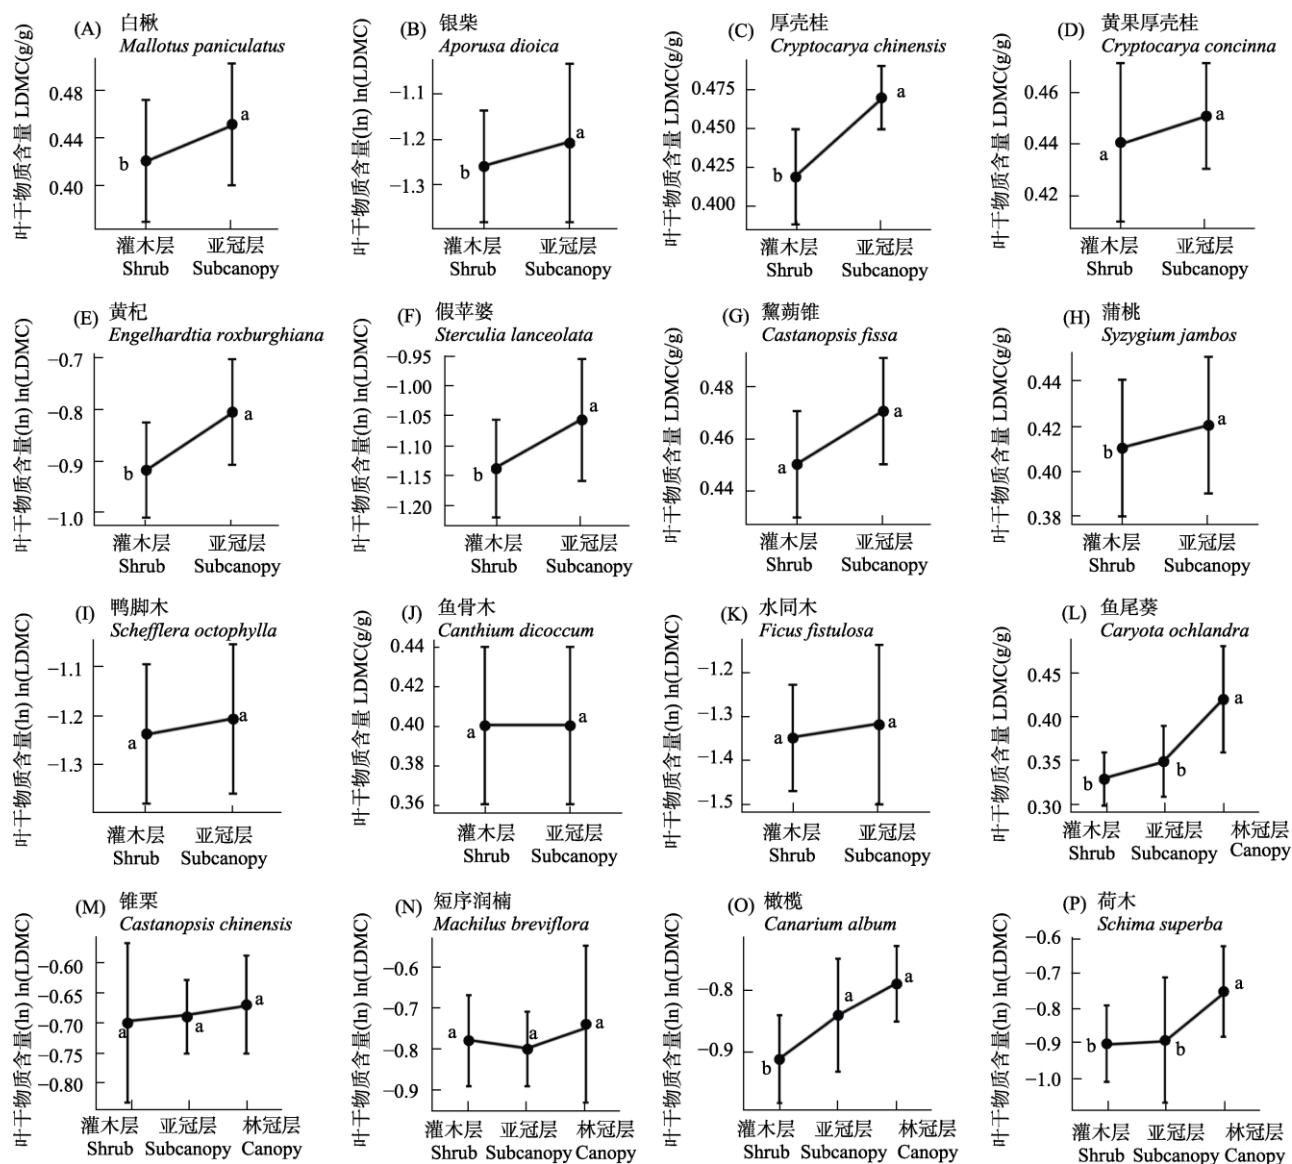 (A) 白楸
Mallotus paniculatus
叶干物质含量 LDMC(g/g)
0.48
0.44
0.40
b
a
灌木层 亚冠层
Shrub Subcanopy
(B) 银柴
Aporusa dioica
叶干物质含量(ln) ln(LDMC)
−1.1
−1.2
−1.3
b
a
灌木层 亚冠层
Shrub Subcanopy
(C) 厚壳桂
Cryptocarya chinensis
叶干物质含量 LDMC(g/g)
0.475
0.450
0.425
0.400
b
a
灌木层 亚冠层
Shrub Subcanopy
(D) 黄果厚壳桂
Cryptocarya concinna
叶干物质含量 LDMC(g/g)
0.46
0.44
0.42
a
a
灌木层 亚冠层
Shrub Subcanopy
(E) 黄杞
Engelhardtia roxburghiana
叶干物质含量(ln) ln(LDMC)
−0.7
−0.8
−0.9
−1.0
b
a
灌木层 亚冠层
Shrub Subcanopy
(F) 假苹婆
Sterculia lanceolata
叶干物质含量(ln) ln(LDMC)
−0.95
−1.00
−1.05
−1.10
−1.15
−1.20
b
a
灌木层 亚冠层
Shrub Subcanopy
(G) 黧蒴锥
Castanopsis fissa
叶干物质含量 LDMC(g/g)
0.48
0.46
0.44
a
a
灌木层 亚冠层
Shrub Subcanopy
(H) 蒲桃
Syzygium jambos
叶干物质含量 LDMC(g/g)
0.44
0.42
0.40
0.38
b
a
灌木层 亚冠层
Shrub Subcanopy
(I) 鸭脚木
Schefflera octophylla
叶干物质含量(ln) ln(LDMC)
−1.1
−1.2
−1.3
a
a
灌木层 亚冠层
Shrub Subcanopy
(J) 鱼骨木
Canthium dicoccum
叶干物质含量 LDMC(g/g)
0.44
0.42
0.40
0.38
0.36
a
a
灌木层 亚冠层
Shrub Subcanopy
(K) 水同木
Ficus fistulosa
叶干物质含量(ln) ln(LDMC)
−1.2
−1.3
−1.4
−1.5
a
a
灌木层 亚冠层
Shrub Subcanopy
(L) 鱼尾葵
Caryota ochlandra
叶干物质含量 LDMC(g/g)
0.45
0.40
0.35
0.30
b
b
a
灌木层 亚冠层 林冠层
Shrub Subcanopy Canopy
(M) 锥栗
Castanopsis chinensis
叶干物质含量(ln) ln(LDMC)
−0.60
−0.65
−0.70
−0.75
−0.80
a
a
a
灌木层 亚冠层 林冠层
Shrub Subcanopy Canopy
(N) 短序润楠
Machilus breviflora
叶干物质含量(ln) ln(LDMC)
−0.6
−0.7
−0.8
−0.9
a
a
a
灌木层 亚冠层 林冠层
Shrub Subcanopy Canopy
(O) 橄榄
Canarium album
叶干物质含量(ln) ln(LDMC)
−0.8
−0.9
b
a
a
灌木层 亚冠层 林冠层
Shrub Subcanopy Canopy
(P) 荷木
Schima superba
叶干物质含量(ln) ln(LDMC)
−0.6
−0.7
−0.8
−0.9
−1.0
b
b
a
灌木层 亚冠层 林冠层
Shrub Subcanopy Canopy